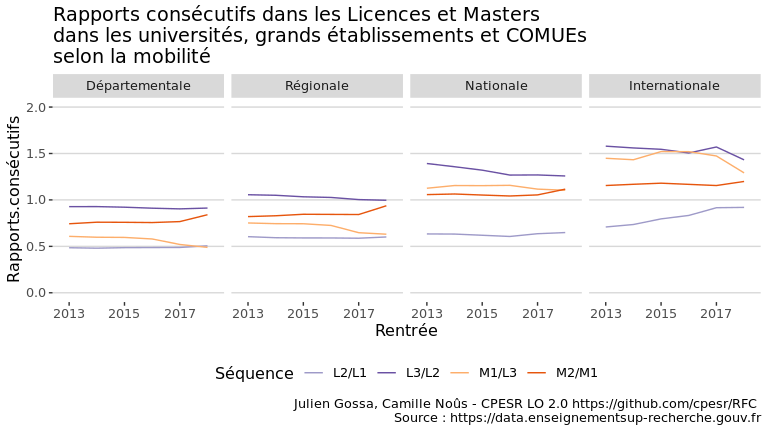 Rapports consécutifs dans les Licences et Masters
dans les universités, grands établissements et COMUEs
selon la mobilité
Départementale Régionale Nationale Internationale
Rapports.consécutifs
2.0
1.5
1.0
0.5
0.0
2013 2015 2017 2013 2015 2017 2013 2015 2017 2013 2015 2017
Rentrée
Séquence L2/L1 L3/L2 M1/L3 M2/M1
Julien Gossa, Camille Noûs - CPESR LO 2.0 https://github.com/cpesr/RFC
Source : https://data.enseignementsup-recherche.gouv.fr